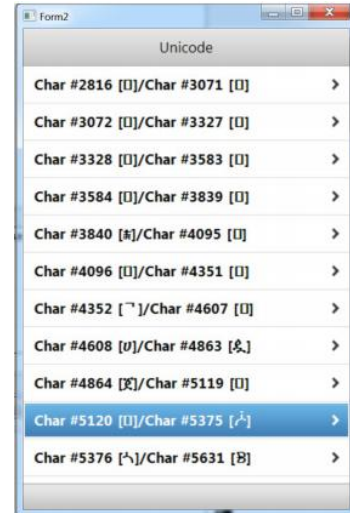 Form2
Unicode
Char #2816 [▯]/Char #3071 [▯]
Char #3072 [▯]/Char #3327 [▯]
Char #3328 [▯]/Char #3583 [▯]
Char #3584 [▯]/Char #3839 [▯]
Char #3840 [ༀ]/Char #4095 [▯]
Char #4096 [▯]/Char #4351 [▯]
Char #4352 [ᄀ]/Char #4607 [▯]
Char #4608 [ሀ]/Char #4863 [ዿ]
Char #4864 [ጀ]/Char #5119 [▯]
Char #5120 [▯]/Char #5375 [ᓿ]
Char #5376 [ᔀ]/Char #5631 [ᗿ]